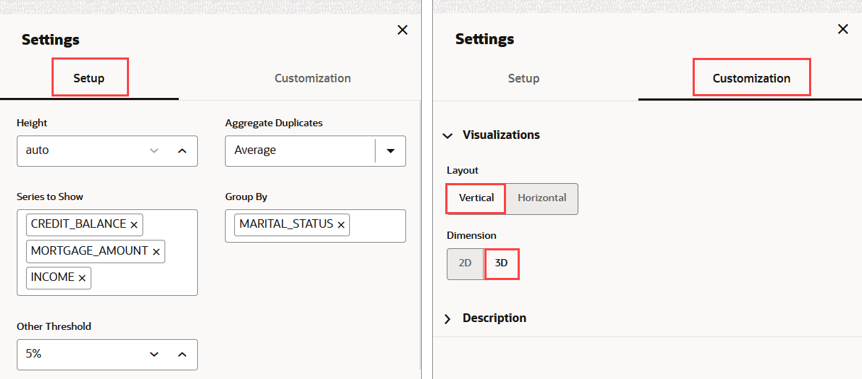 Settings
Setup
Customization
Height
Aggregate Duplicates
auto
Average
Series to Show
Group By
CREDIT_BALANCE ×
MARITAL_STATUS ×
MORTGAGE_AMOUNT ×
INCOME ×
Other Threshold
5%
Settings
Setup
Customization
Visualizations
Layout
Vertical
Horizontal
Dimension
2D
3D
Description